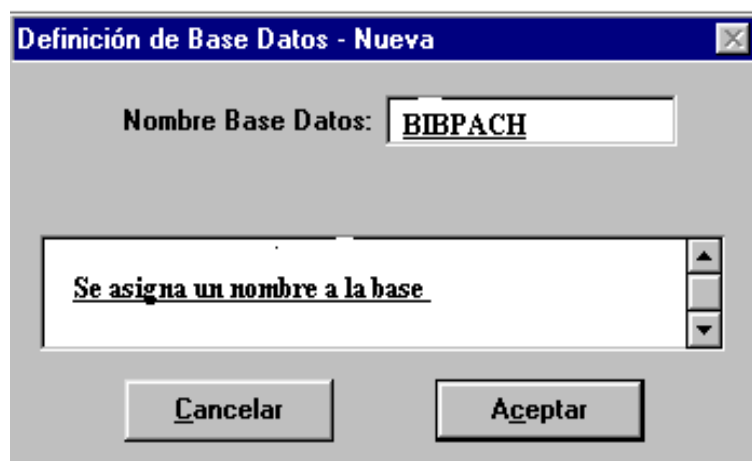 Definición de Base Datos - Nueva
Nombre Base Datos: BIBPACH
Se asigna un nombre a la base
Cancelar Aceptar